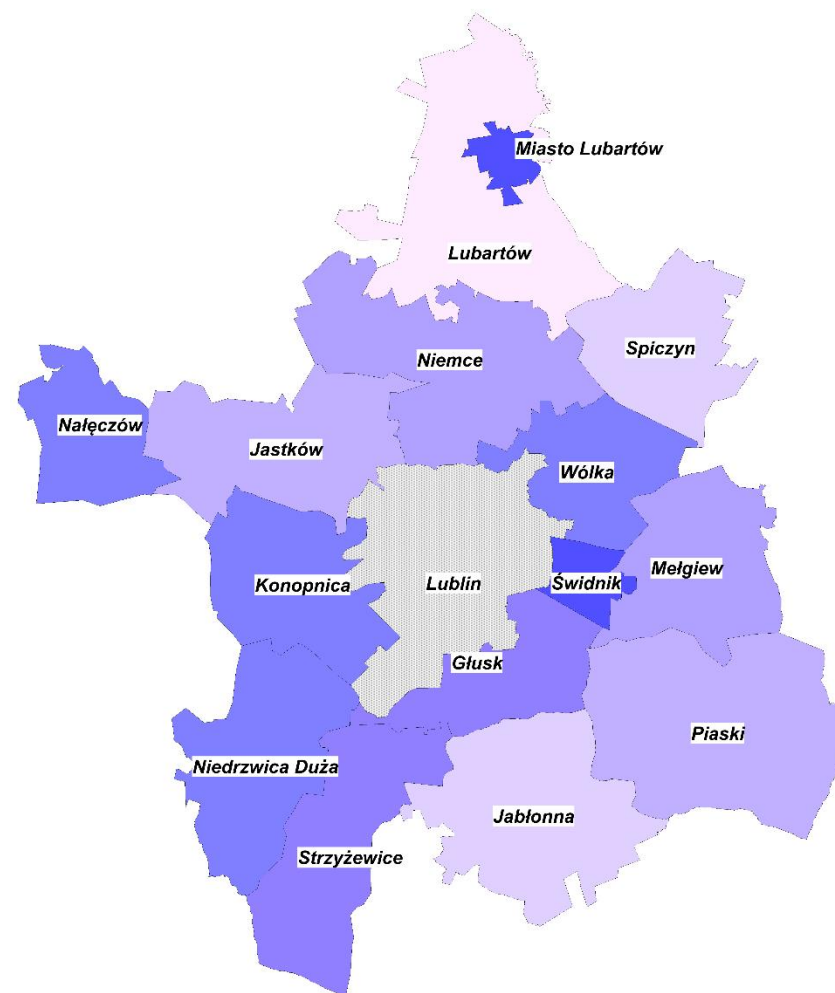 Miasto Lubartów
Lubartów
Spiczyn
Niemce
Nałęczów
Jastków
Wólka
Mełgiew
Świdnik
Konopnica
Lublin
Głusk
Piaski
Niedrzwica Duża
Jabłonna
Strzyżewice